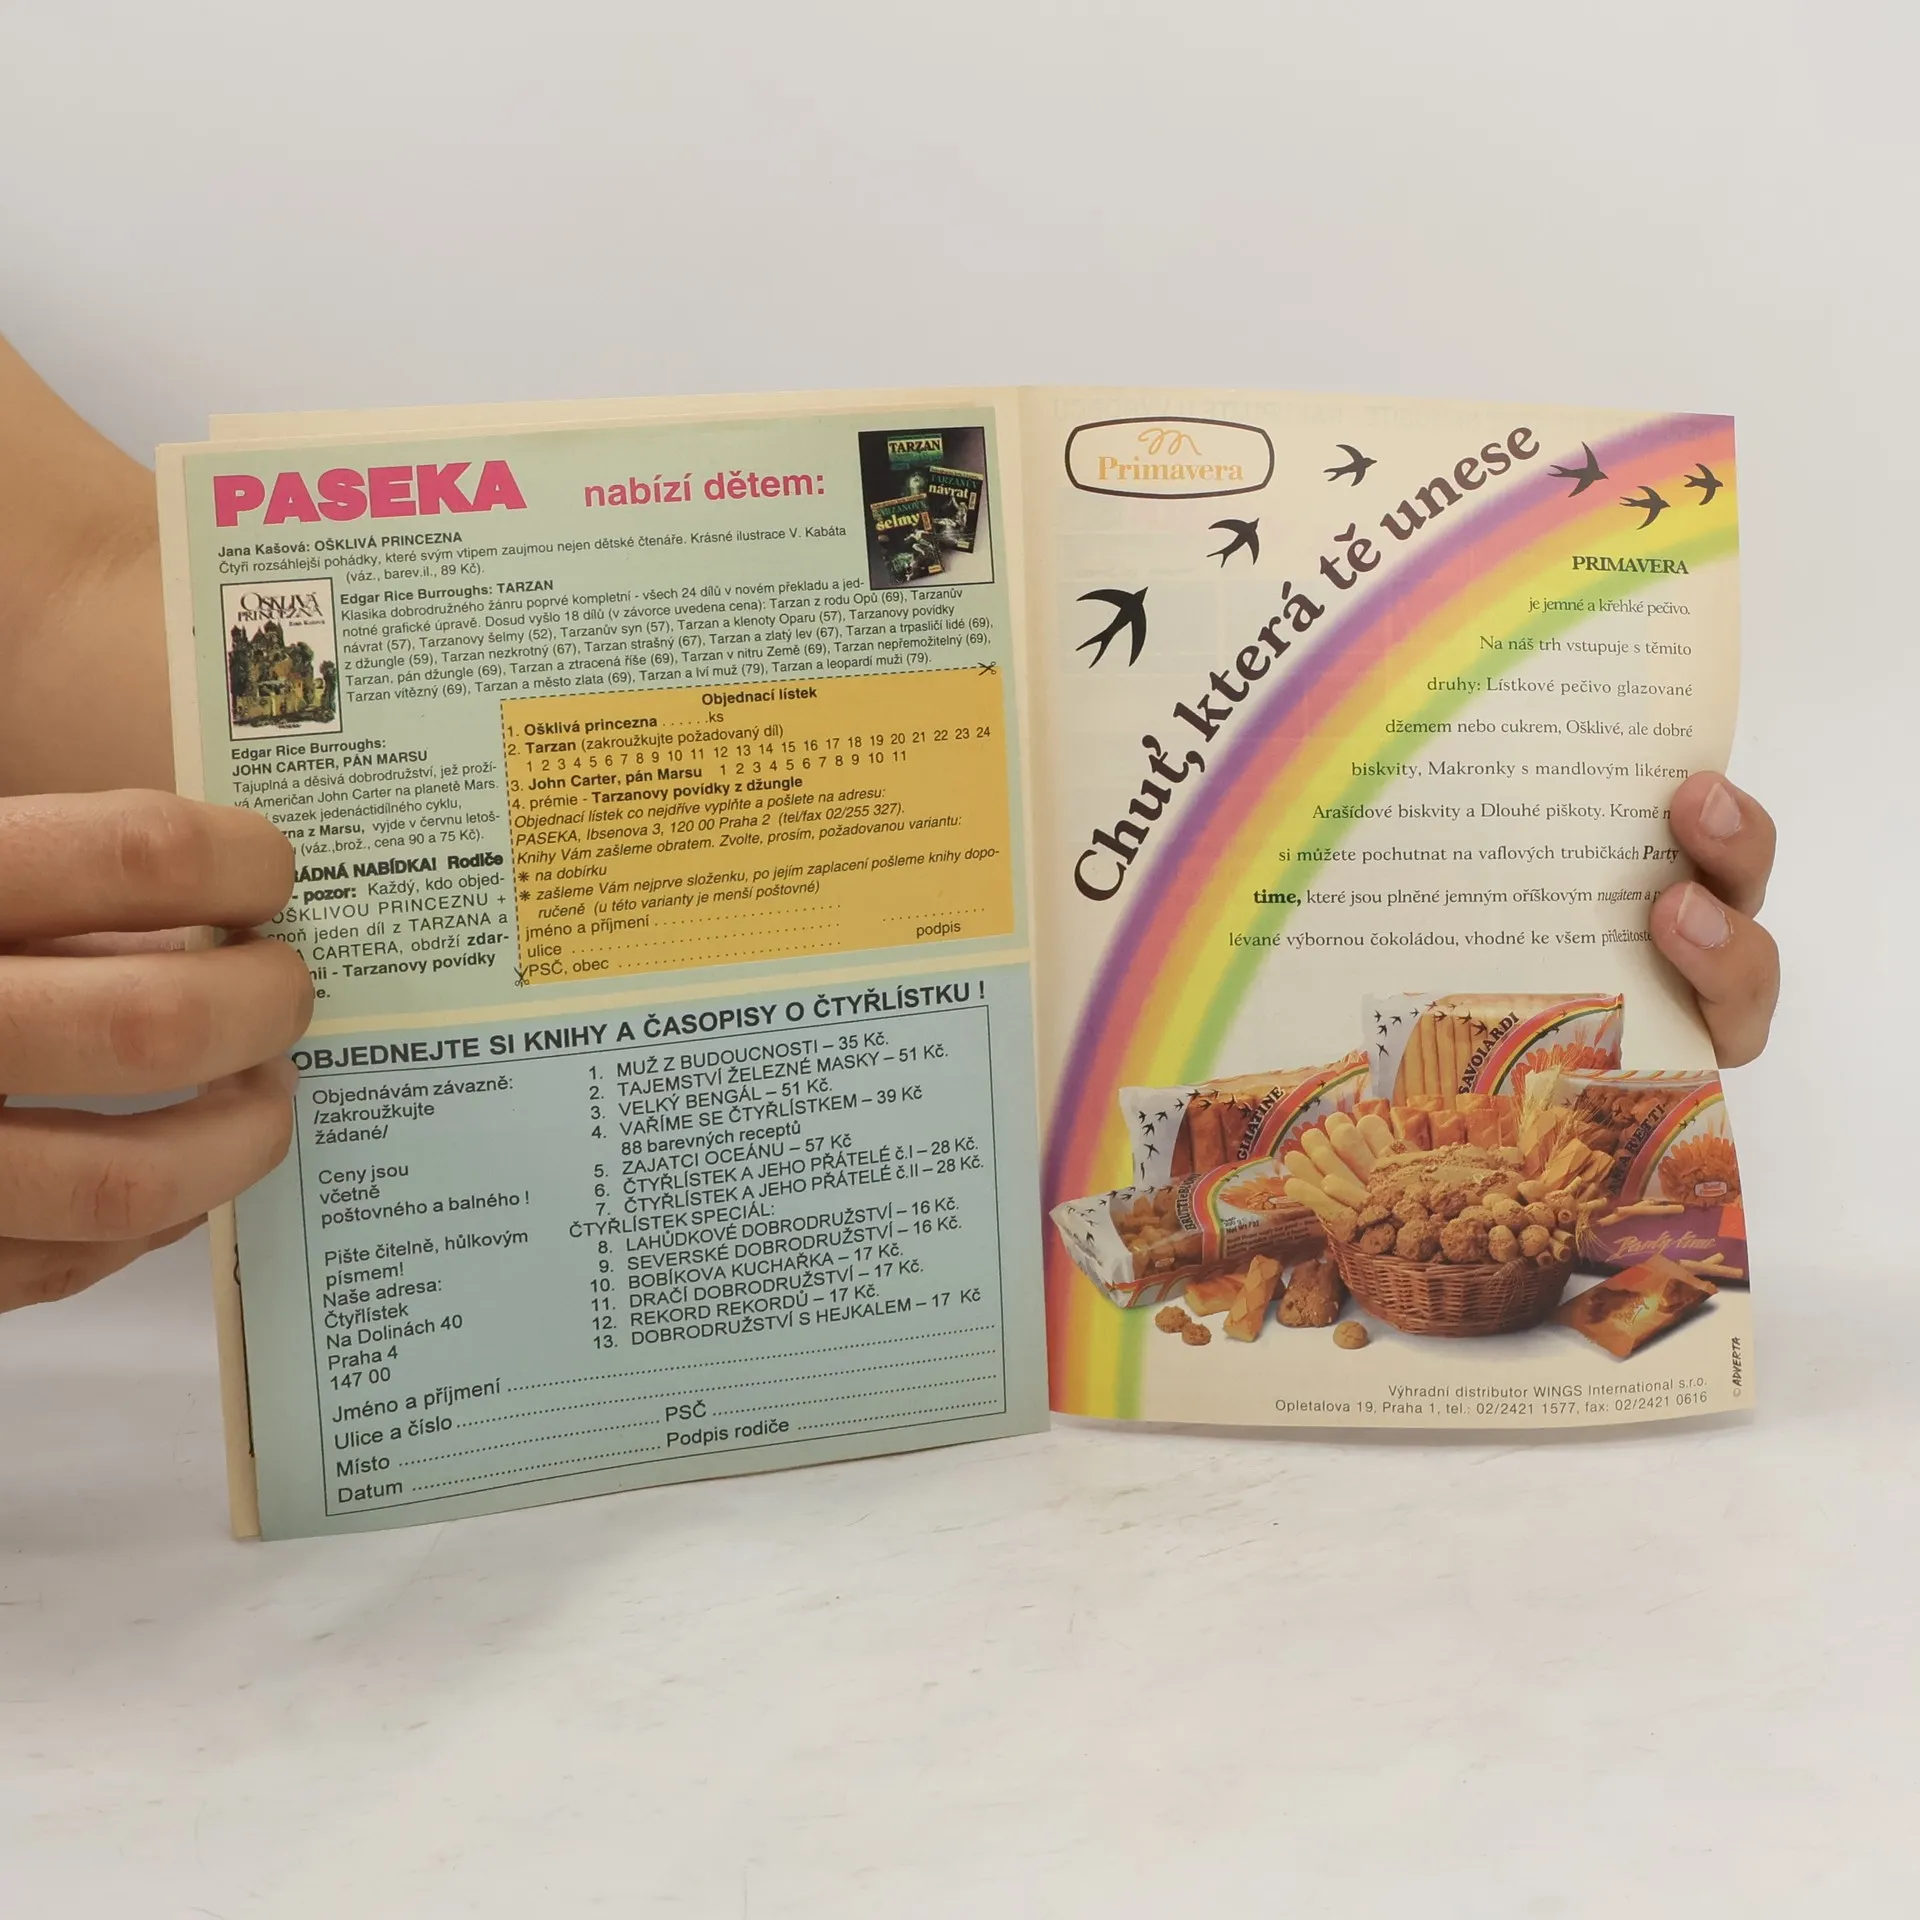 PASEKA nabízí dětem:
TARZAN
TARZANŮV
návrat
TARZANOVY
šelmy
Jana Kašová: OŠKLIVÁ PRINCEZNA
Čtyři rozsáhlejší pohádky, které svým vtipem zaujmou nejen dětské čtenáře. Krásné ilustrace V. Kabáta
(váz., barev.il., 89 Kč).
OŠKLIVÁ
PRINCEZNA
Jana Kašová
Edgar Rice Burroughs: TARZAN
Klasika dobrodružného žánru poprvé kompletní - všech 24 dílů v novém překladu a jed-
notné grafické úpravě. Dosud vyšlo 18 dílů (v závorce uvedena cena): Tarzan z rodu Opů (69), Tarzanův
návrat (57), Tarzanovy šelmy (52), Tarzanův syn (57), Tarzan a klenoty Oparu (57), Tarzanovy povídky
z džungle (59), Tarzan nezkrotný (67), Tarzan strašný (67), Tarzan a zlatý lev (67), Tarzan a trpasličí lidé (69),
Tarzan, pán džungle (69), Tarzan a ztracená říše (69), Tarzan v nitru Země (69), Tarzan nepřemožitelný (69),
Tarzan vítězný (69), Tarzan a město zlata (69), Tarzan a lví muž (79), Tarzan a leopardí muži (79).
Edgar Rice Burroughs:
JOHN CARTER, PÁN MARSU
Tajuplná a děsivá dobrodružství, jež proží-
vá Američan John Carter na planetě Mars.
svazek jedenáctidílného cyklu,
zna z Marsu, vyjde v červnu letoš-
(váz.,brož., cena 90 a 75 Kč).
ÁDNÁ NABÍDKA! Rodiče
- pozor: Každý, kdo objed-
OŠKLIVOU PRINCEZNU +
spoň jeden díl z TARZANA a
CARTERA, obdrží zdar-
mii - Tarzanovy povídky
e.
Objednací lístek
1. Ošklivá princezna ......ks
2. Tarzan (zakroužkujte požadovaný díl)
1 2 3 4 5 6 7 8 9 10 11 12 13 14 15 16 17 18 19 20 21 22 23 24
3. John Carter, pán Marsu 1 2 3 4 5 6 7 8 9 10 11
4. prémie - Tarzanovy povídky z džungle
Objednací lístek co nejdříve vyplňte a pošlete na adresu:
PASEKA, Ibsenova 3, 120 00 Praha 2 (tel/fax 02/255 327).
Knihy Vám zašleme obratem. Zvolte, prosím, požadovanou variantu:
✳ na dobírku
✳ zašleme Vám nejprve složenku, po jejím zaplacení pošleme knihy dopo-
ručeně (u této varianty je menší poštovné)
jméno a příjmení ....................
ulice ....................
podpis
PSČ, obec ....................
OBJEDNEJTE SI KNIHY A ČASOPISY O ČTYŘLÍSTKU !
Objednávám závazně:
/zakroužkujte
žádané/
Ceny jsou
včetně
poštovného a balného !
Pište čitelně, hůlkovým
písmem!
Naše adresa:
Čtyřlístek
Na Dolinách 40
Praha 4
147 00
1. MUŽ Z BUDOUCNOSTI – 35 Kč.
2. TAJEMSTVÍ ŽELEZNÉ MASKY – 51 Kč.
3. VELKÝ BENGÁL – 51 Kč.
4. VAŘÍME SE ČTYŘLÍSTKEM – 39 Kč
88 barevných receptů
5. ZAJATCI OCEÁNU – 57 Kč
6. ČTYŘLÍSTEK A JEHO PŘÁTELÉ č.I – 28 Kč.
7. ČTYŘLÍSTEK A JEHO PŘÁTELÉ č.II – 28 Kč.
ČTYŘLÍSTEK SPECIÁL:
8. LAHŮDKOVÉ DOBRODRUŽSTVÍ – 16 Kč.
9. SEVERSKÉ DOBRODRUŽSTVÍ – 16 Kč.
10. BOBÍKOVA KUCHAŘKA – 17 Kč.
11. DRAČÍ DOBRODRUŽSTVÍ – 17 Kč.
12. REKORD REKORDŮ – 17 Kč.
13. DOBRODRUŽSTVÍ S HEJKALEM – 17 Kč
Jméno a příjmení ....................
Ulice a číslo ....................
Místo .................... PSČ ....................
Datum .................... Podpis rodiče ....................
Primavera
Chuť, která tě unese
PRIMAVERA
je jemné a křehké pečivo.
Na náš trh vstupuje s těmito
druhy: Lístkové pečivo glazované
džemem nebo cukrem, Ošklivé, ale dobré
biskvity, Makronky s mandlovým likérem
Arašídové biskvity a Dlouhé piškoty. Kromě n
si můžete pochutnat na vaflových trubičkách Party
time, které jsou plněné jemným oříškovým nugátem a p
lévané výbornou čokoládou, vhodné ke všem příležitoste
SAVOIARDI
Party time
Výhradní distributor WINGS International s.r.o.
Opletalova 19, Praha 1, tel.: 02/2421 1577, fax: 02/2421 0616
© ADVERTA